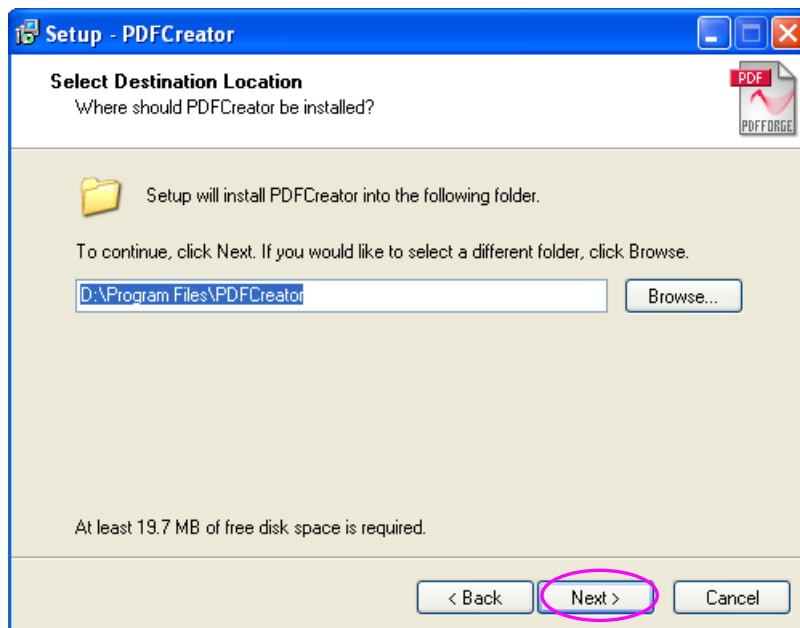 Setup - PDFCreator
Select Destination Location
Where should PDFCreator be installed?
PDF
PDFFORGE
Setup will install PDFCreator into the following folder.
To continue, click Next. If you would like to select a different folder, click Browse.
D:\Program Files\PDFCreator
Browse...
At least 19.7 MB of free disk space is required.
< Back
Next >
Cancel